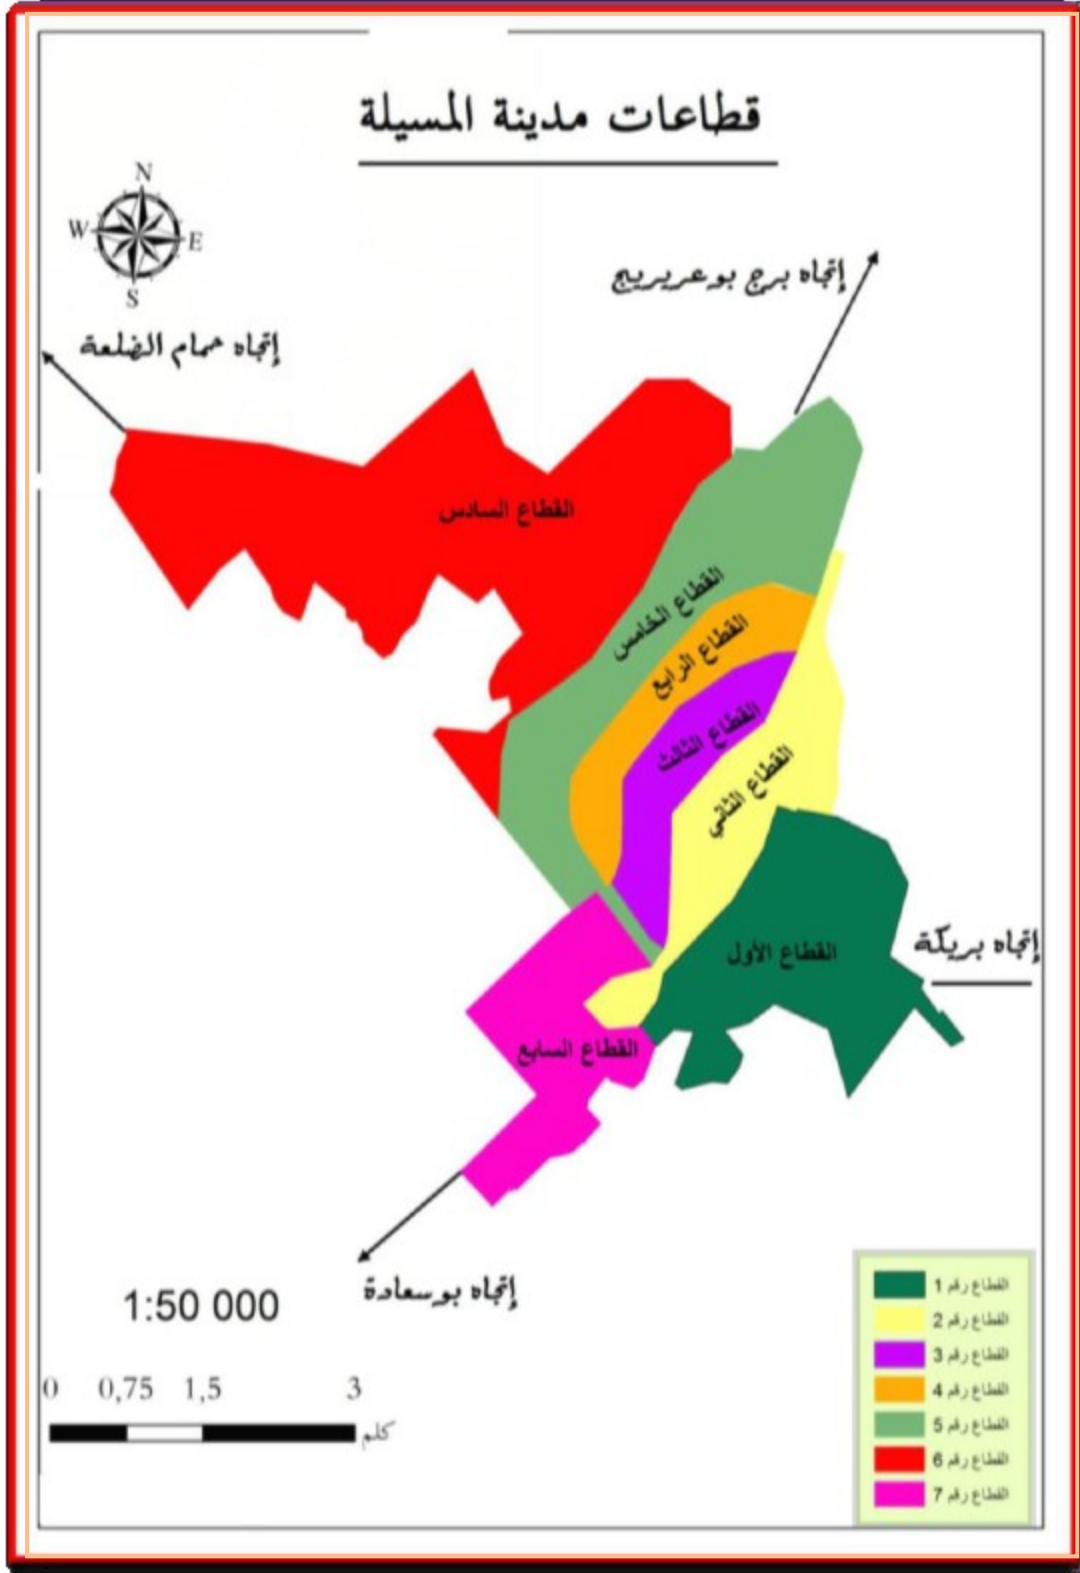 قطاعات مدينة المسيلة
N
W E
S
إتجاه برج بوعريريج
إتجاه حمام الضلعة
القطاع السادس
القطاع الخامس
القطاع الرابع
القطاع الثالث
القطاع الثاني
القطاع الأول
إتجاه بريكة
القطاع السابع
إتجاه بوسعادة
1:50 000
0 0,75 1,5 3
كلم
القطاع رقم 1
القطاع رقم 2
القطاع رقم 3
القطاع رقم 4
القطاع رقم 5
القطاع رقم 6
القطاع رقم 7